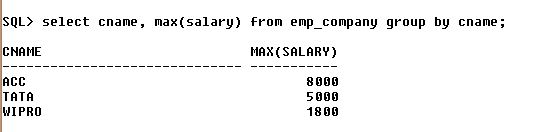 SQL> select cname, max(salary) from emp_company group by cname;
CNAME MAX(SALARY)
------------------------------ -----------
ACC 8000
TATA 5000
WIPRO 1800